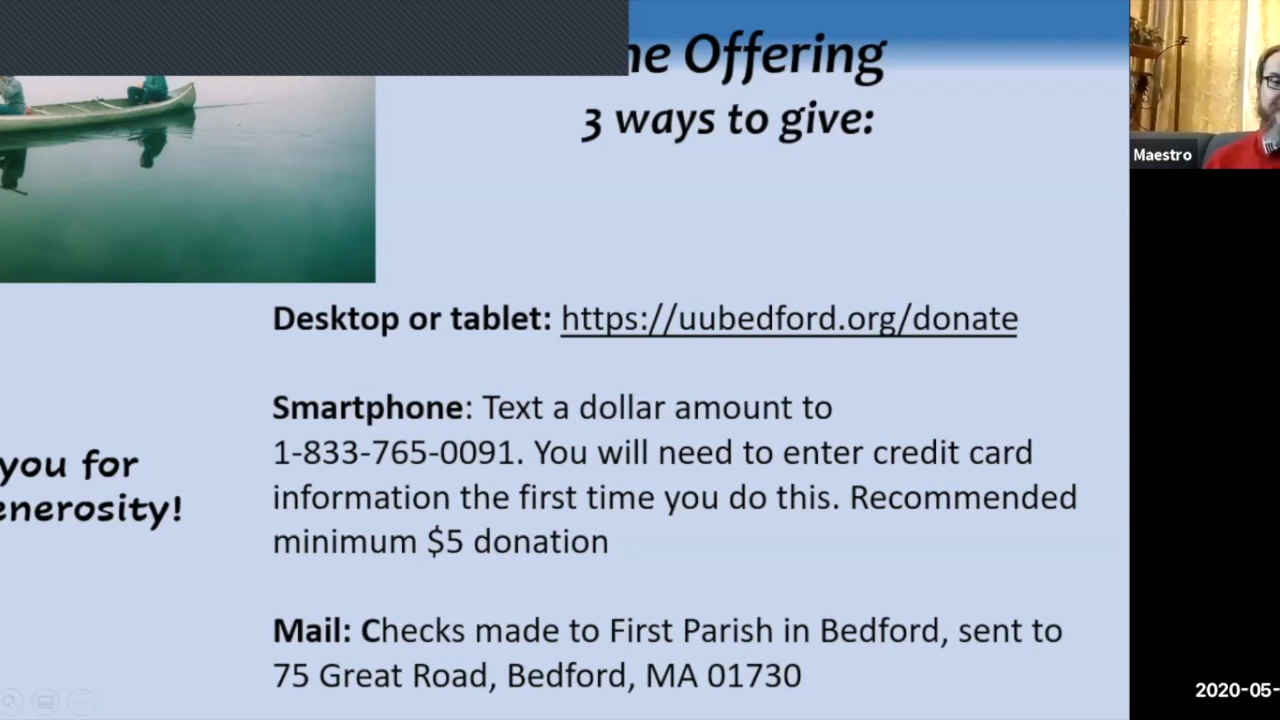 Offering
3 ways to give:
Maestro
Desktop or tablet: https://uubedford.org/donate
Smartphone: Text a dollar amount to
1-833-765-0091. You will need to enter credit card
information the first time you do this. Recommended
minimum $5 donation
you for
enerosity!
Mail: Checks made to First Parish in Bedford, sent to
75 Great Road, Bedford, MA 01730
2020-05-